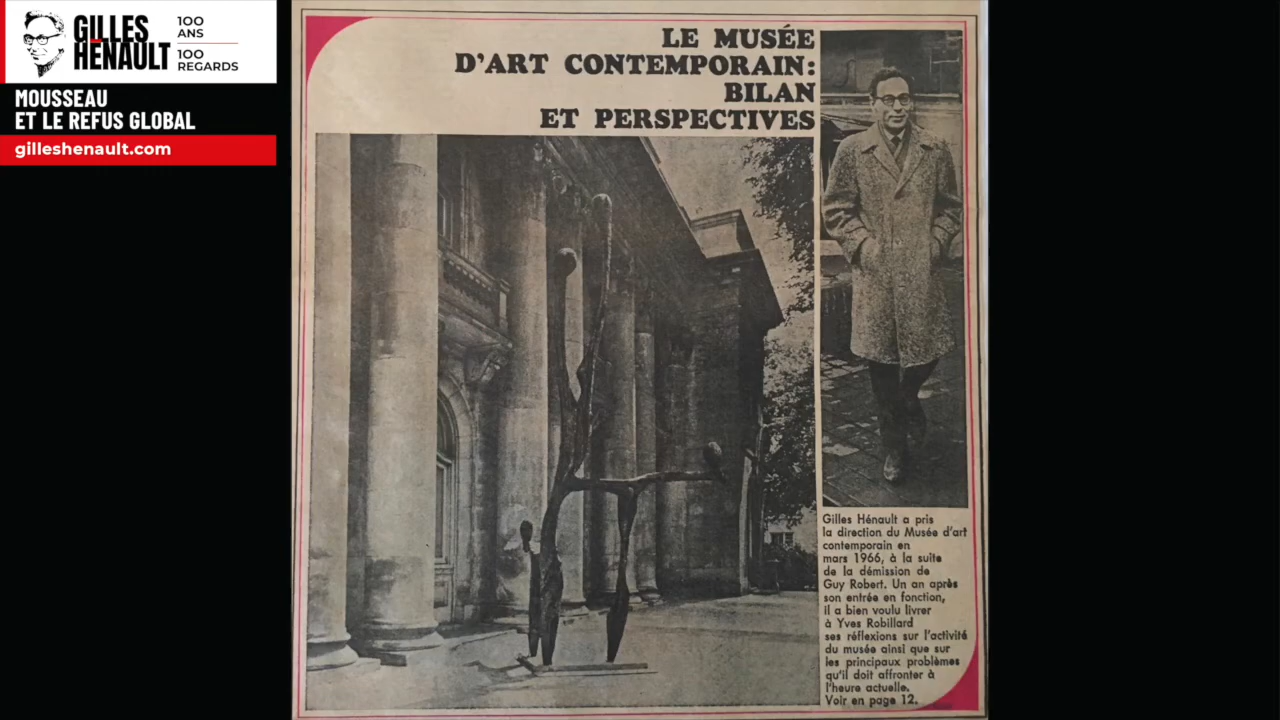 GILLES
HÉNAULT
100
ANS
100
REGARDS
MOUSSEAU
ET LE REFUS GLOBAL
gilleshenault.com
LE MUSÉE
D'ART CONTEMPORAIN:
BILAN
ET PERSPECTIVES
Gilles Hénault a pris
la direction du Musée d'art
contemporain en
mars 1966, à la suite
de la démission de
Guy Robert. Un an après
son entrée en fonction,
il a bien voulu livrer
à Yves Robillard
ses réflexions sur l'activité
du musée ainsi que sur
les principaux problèmes
qu'il doit affronter à
l'heure actuelle.
Voir en page 12.